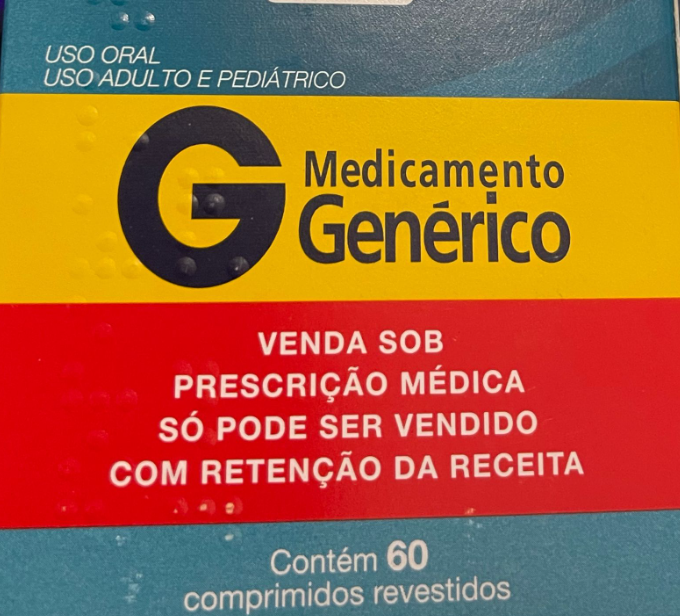 USO ORAL
USO ADULTO E PEDIÁTRICO
G Medicamento
Genérico
VENDA SOB
PRESCRIÇÃO MÉDICA
SÓ PODE SER VENDIDO
COM RETENÇÃO DA RECEITA
Contém 60
comprimidos revestidos